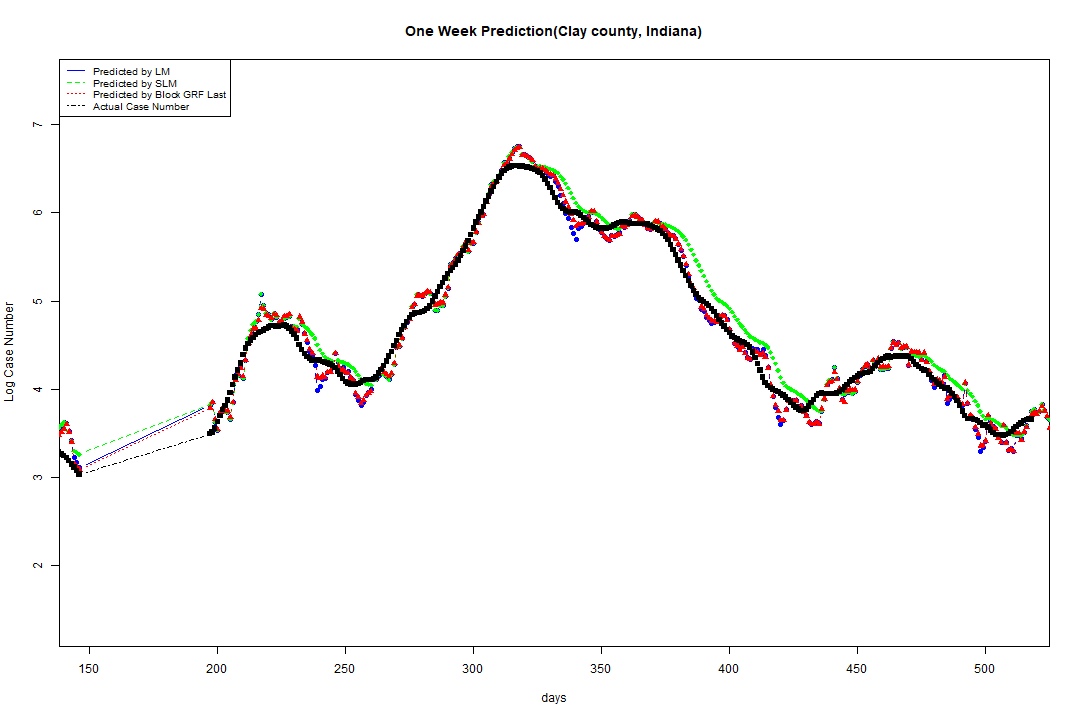 One Week Prediction(Clay county, Indiana)
Predicted by LM
Predicted by SLM
Predicted by Block GRF Last
Actual Case Number
7
6
5
4
3
2
Log Case Number
150 200 250 300 350 400 450 500
days